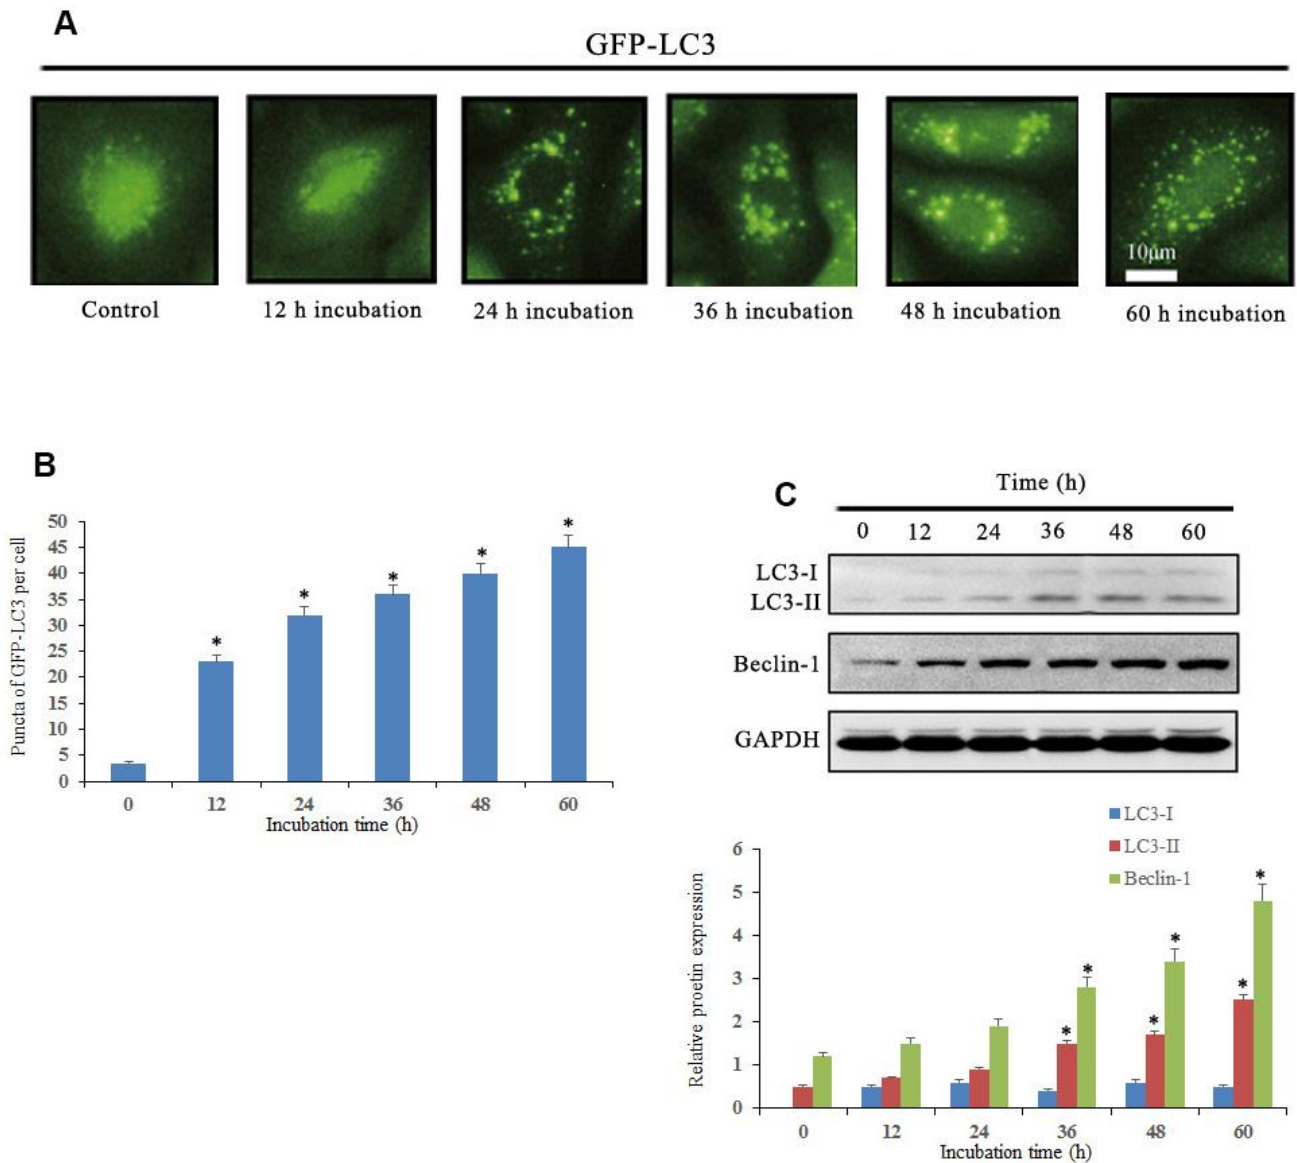 A
GFP-LC3
Control
12 h incubation
24 h incubation
36 h incubation
48 h incubation
10μm
60 h incubation
B
Puncta of GFP-LC3 per cell
50
45
40
35
30
25
20
15
10
5
0
*
*
*
*
*
0 12 24 36 48 60
Incubation time (h)
C
Time (h)
0 12 24 36 48 60
LC3-I
LC3-II
Beclin-1
GAPDH
LC3-I
LC3-II
Beclin-1
Relative proetin expression
6
5
4
3
2
1
0
* *
* *
* *
0 12 24 36 48 60
Incubation time (h)